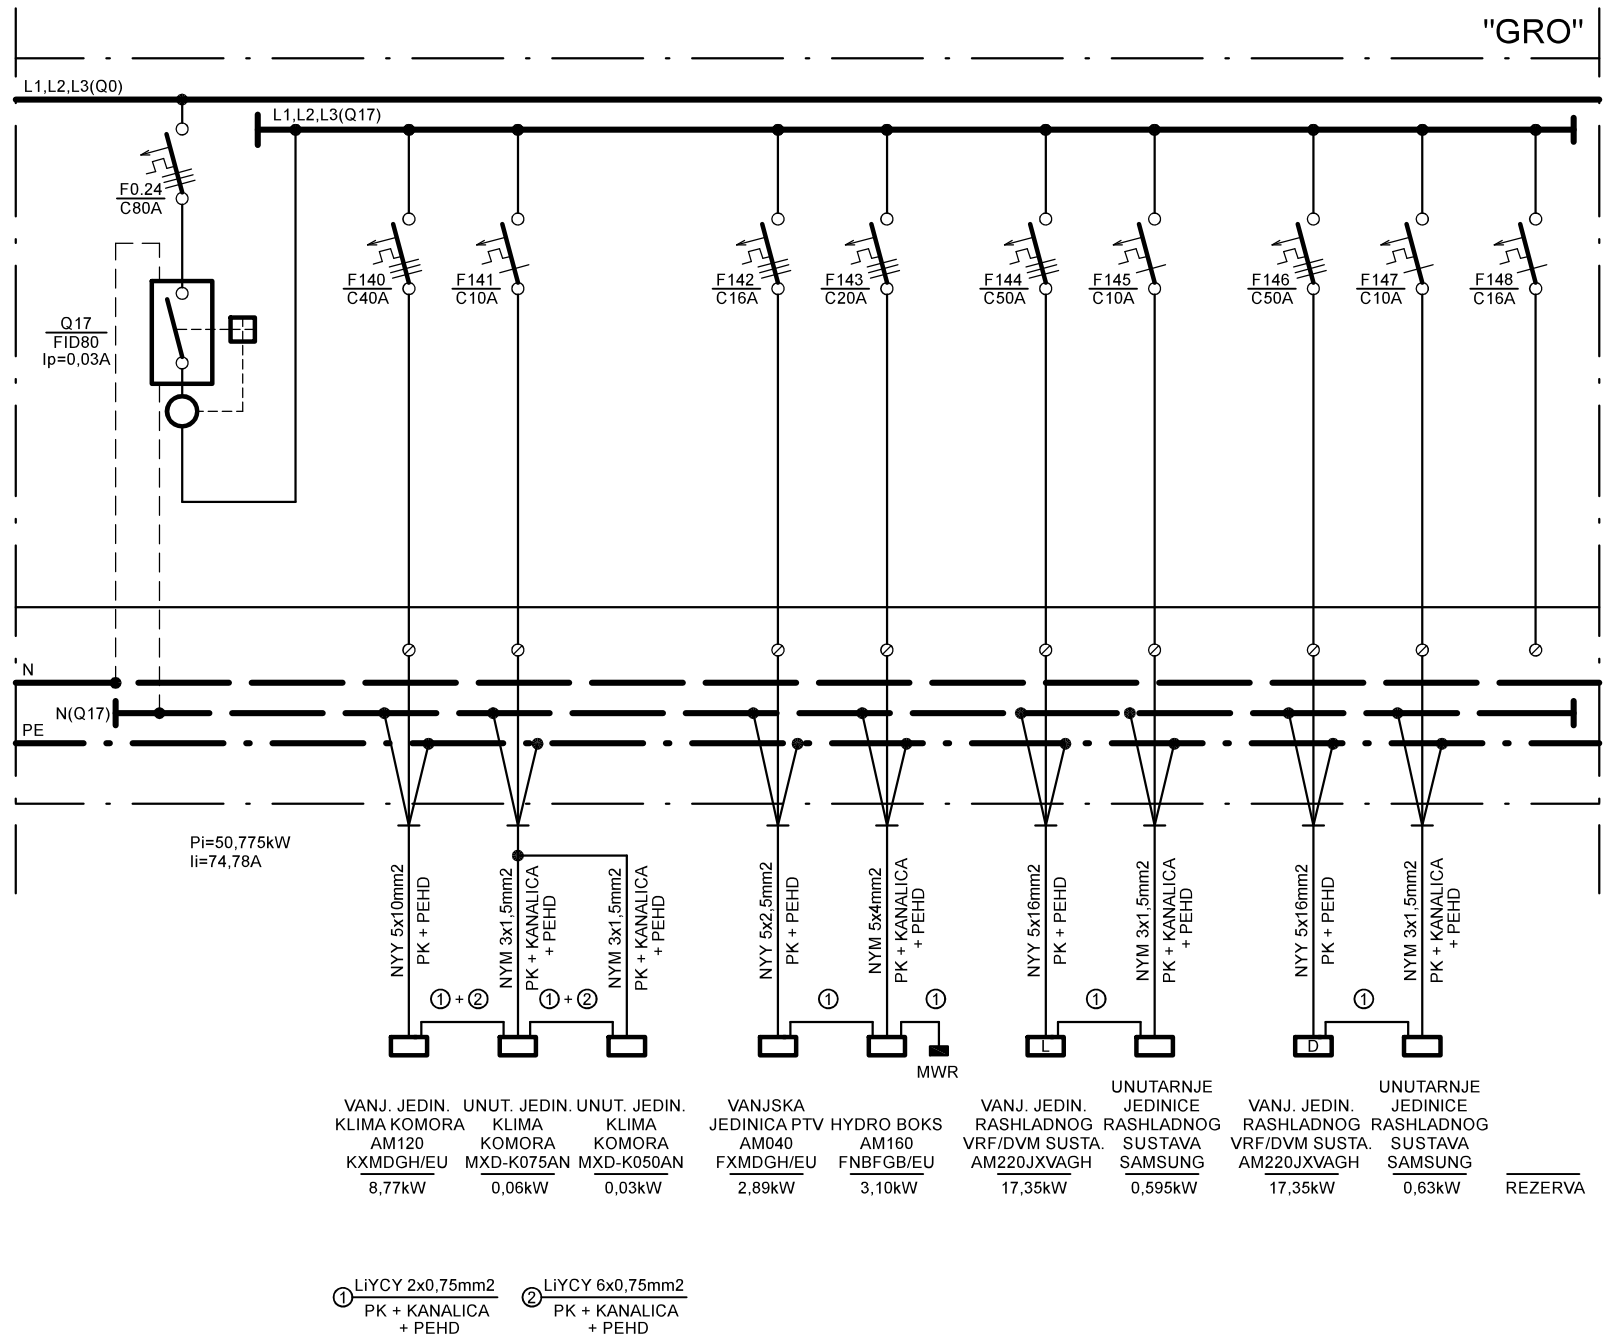 "GRO"
L1,L2,L3(Q0)
L1,L2,L3(Q17)
F0.24
C80A
F140
C40A
F141
C10A
F142
C16A
F143
C20A
F144
C50A
F145
C10A
F146
C50A
F147
C10A
F148
C16A
Q17
FID80
Ip=0,03A
N
N(Q17)
PE
Pi=50,775kW
Ii=74,78A
NYY 5x10mm2
PK + PEHD
NYM 3x1,5mm2
PK + KANALICA
+ PEHD
NYM 3x1,5mm2
PK + KANALICA
+ PEHD
NYY 5x2,5mm2
PK + PEHD
NYM 5x4mm2
PK + KANALICA
+ PEHD
NYY 5x16mm2
PK + PEHD
NYM 3x1,5mm2
PK + KANALICA
+ PEHD
NYY 5x16mm2
PK + PEHD
NYM 3x1,5mm2
PK + KANALICA
+ PEHD
1 + 2
1 + 2
1
1
1
1
L
D
MWR
VANJ. JEDIN.
KLIMA KOMORA
AM120
KXMDGH/EU
8,77kW
UNUT. JEDIN.
KLIMA
KOMORA
MXD-K075AN
0,06kW
UNUT. JEDIN.
KLIMA
KOMORA
MXD-K050AN
0,03kW
VANJSKA
JEDINICA PTV
AM040
FXMDGH/EU
2,89kW
HYDRO BOKS
AM160
FNBFGB/EU
3,10kW
VANJ. JEDIN.
RASHLADNOG
VRF/DVM SUSTA.
AM220JXVAGH
17,35kW
UNUTARNJE
JEDINICE
RASHLADNOG
SUSTAVA
SAMSUNG
0,595kW
VANJ. JEDIN.
RASHLADNOG
VRF/DVM SUSTA.
AM220JXVAGH
17,35kW
UNUTARNJE
JEDINICE
RASHLADNOG
SUSTAVA
SAMSUNG
0,63kW
REZERVA
1 LiYCY 2x0,75mm2
PK + KANALICA
+ PEHD
2 LiYCY 6x0,75mm2
PK + KANALICA
+ PEHD